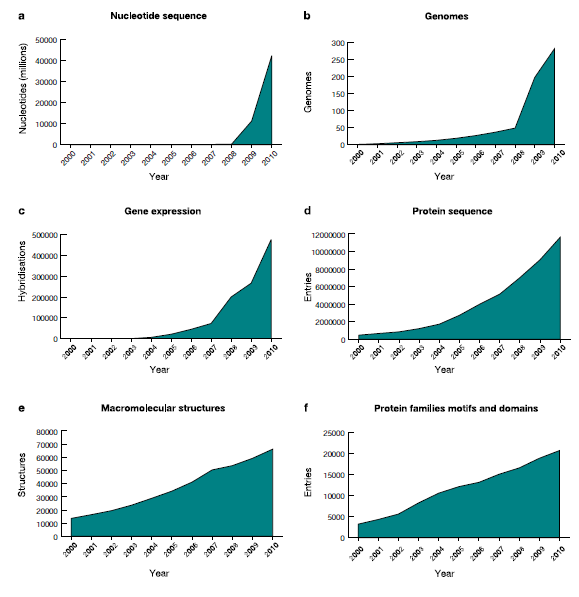 a Nucleotide sequence
Nucleotides (millions)
50000
40000
30000
20000
10000
0
2000 2001 2002 2003 2004 2005 2006 2007 2008 2009 2010
Year
b Genomes
Genomes
300
250
200
150
100
50
0
2000 2001 2002 2003 2004 2005 2006 2007 2008 2009 2010
Year
c Gene expression
Hybridisations
500000
400000
300000
200000
100000
0
2000 2001 2002 2003 2004 2005 2006 2007 2008 2009 2010
Year
d Protein sequence
Entries
12000000
10000000
8000000
6000000
4000000
2000000
0
2000 2001 2002 2003 2004 2005 2006 2007 2008 2009 2010
Year
e Macromolecular structures
Structures
80000
70000
60000
50000
40000
30000
20000
10000
0
2000 2001 2002 2003 2004 2005 2006 2007 2008 2009 2010
Year
f Protein families motifs and domains
Entries
25000
20000
15000
10000
5000
0
2000 2001 2002 2003 2004 2005 2006 2007 2008 2009 2010
Year